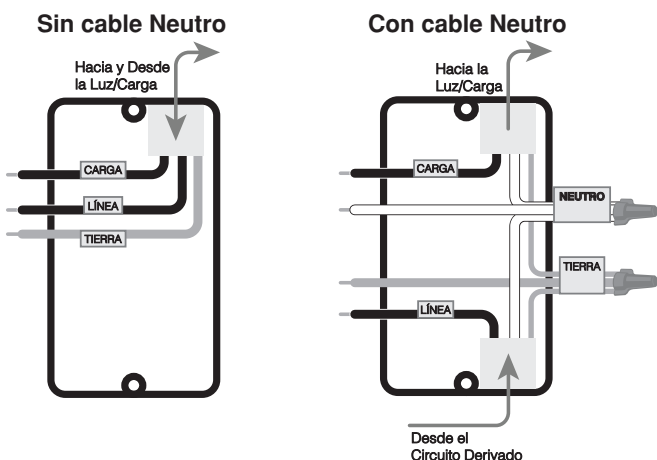 Sin cable Neutro
Hacia y Desde
la Luz/Carga
CARGA
LÍNEA
TIERRA
Con cable Neutro
Hacia la
Luz/Carga
CARGA
NEUTRO
TIERRA
LÍNEA
Desde el
Circuito Derivado